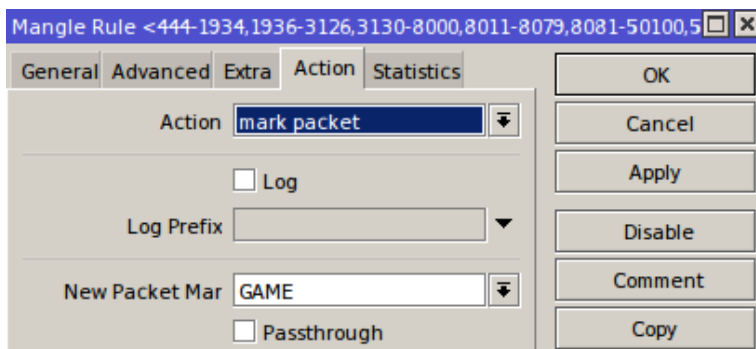 Mangle Rule <444-1934,1936-3126,3130-8000,8011-8079,8081-50100,5
General Advanced Extra Action Statistics
OK
Action mark packet
Cancel
Log
Apply
Log Prefix
Disable
New Packet Mar GAME
Comment
Passthrough
Copy